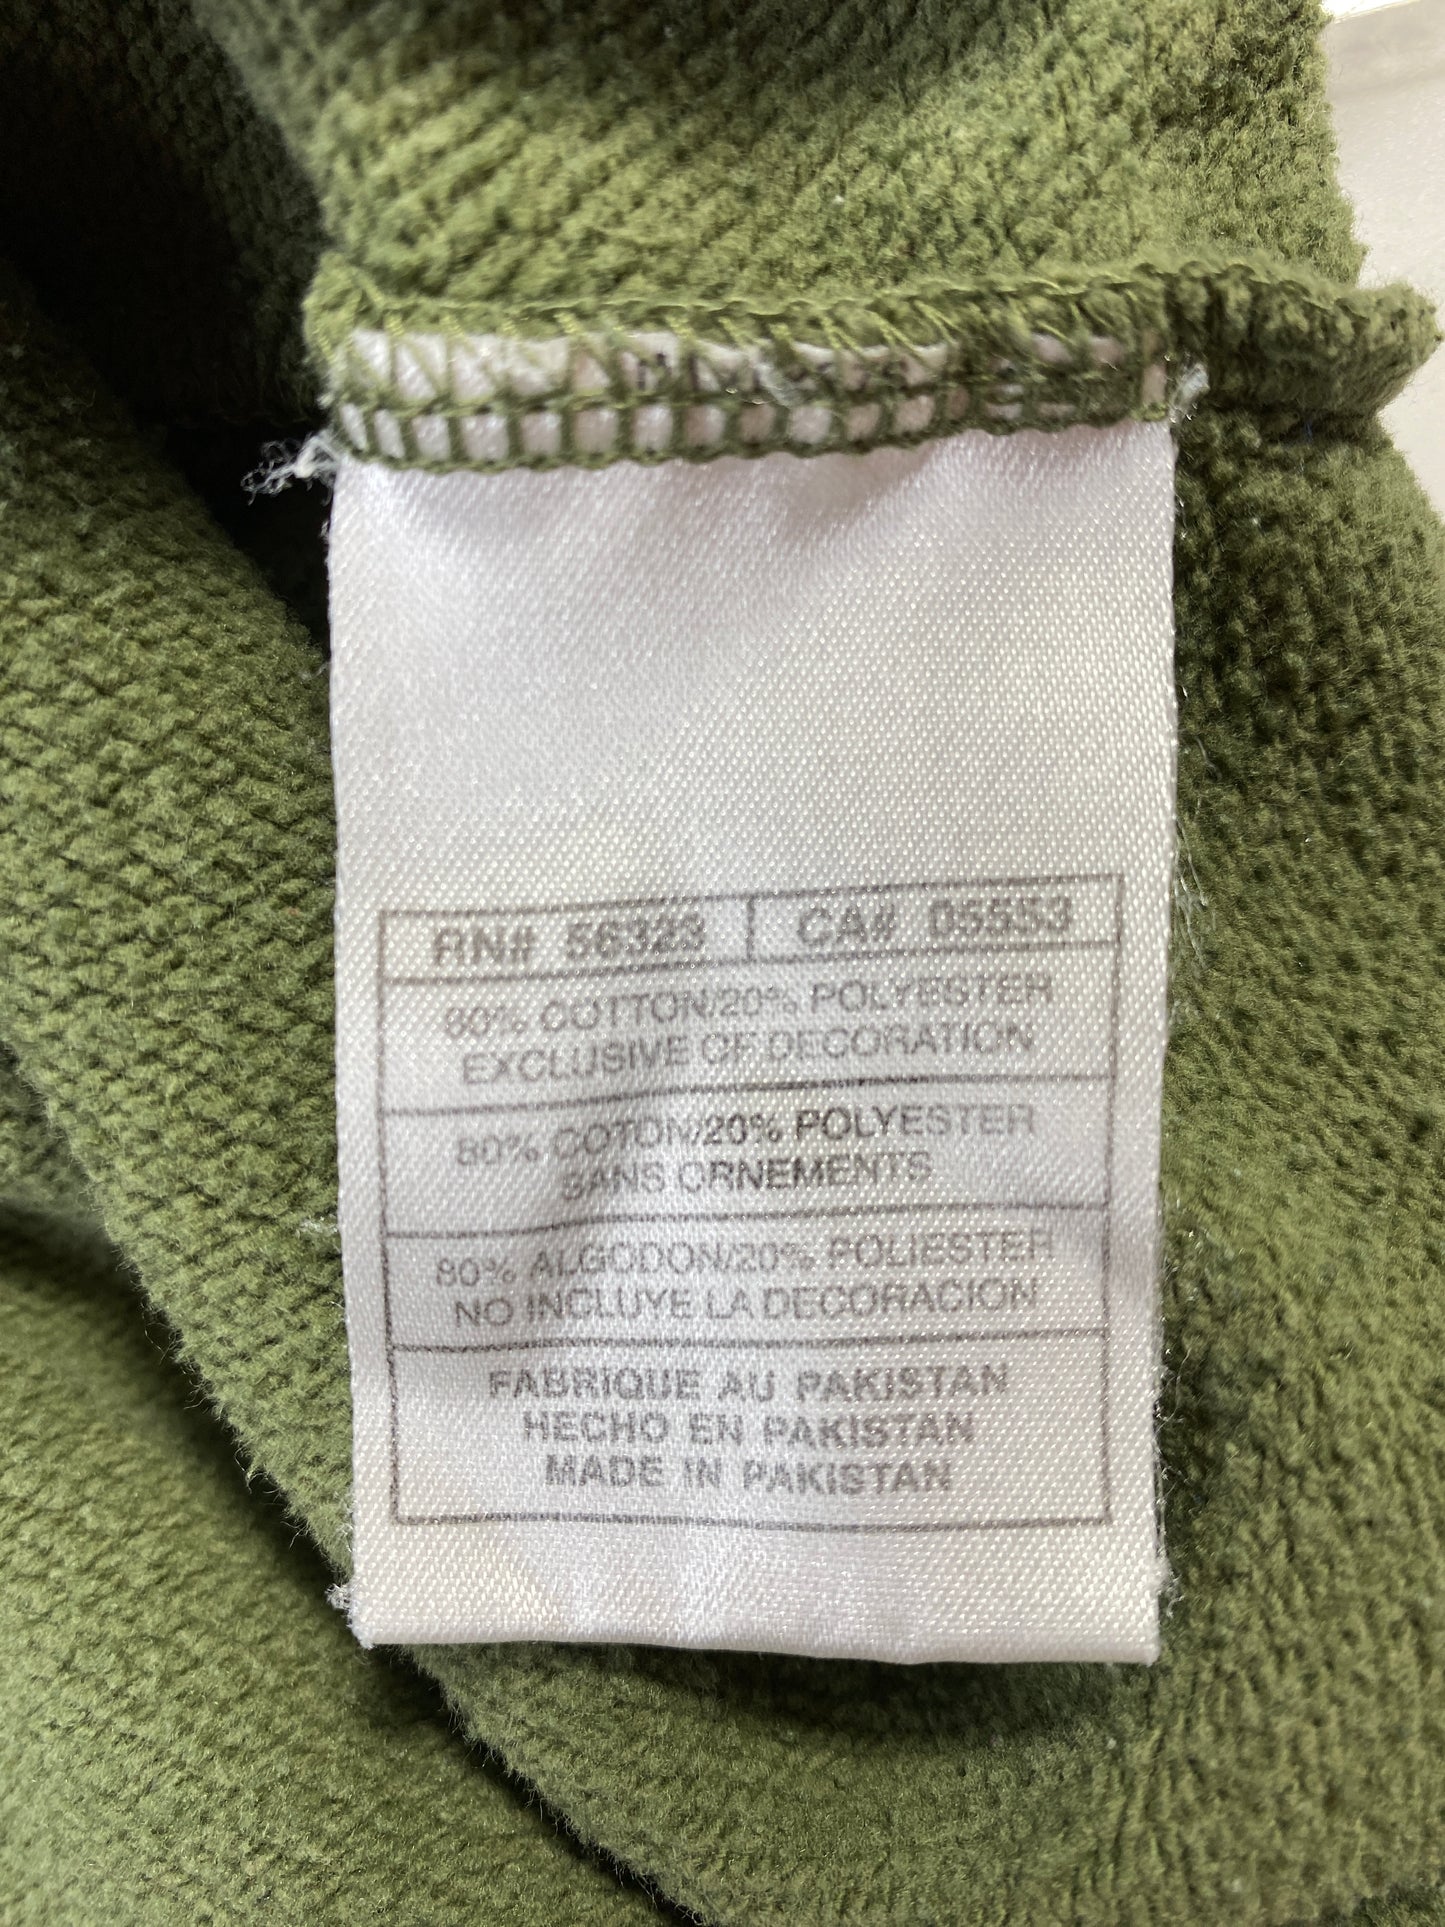 RN# 56323 CA# 05553
80% COTTON/20% POLYESTER
EXCLUSIVE OF DECORATION
80% COTON/20% POLYESTER
SANS ORNEMENTS
80% ALGODON/20% POLIESTER
NO INCLUYE LA DECORACION
FABRIQUE AU PAKISTAN
HECHO EN PAKISTAN
MADE IN PAKISTAN